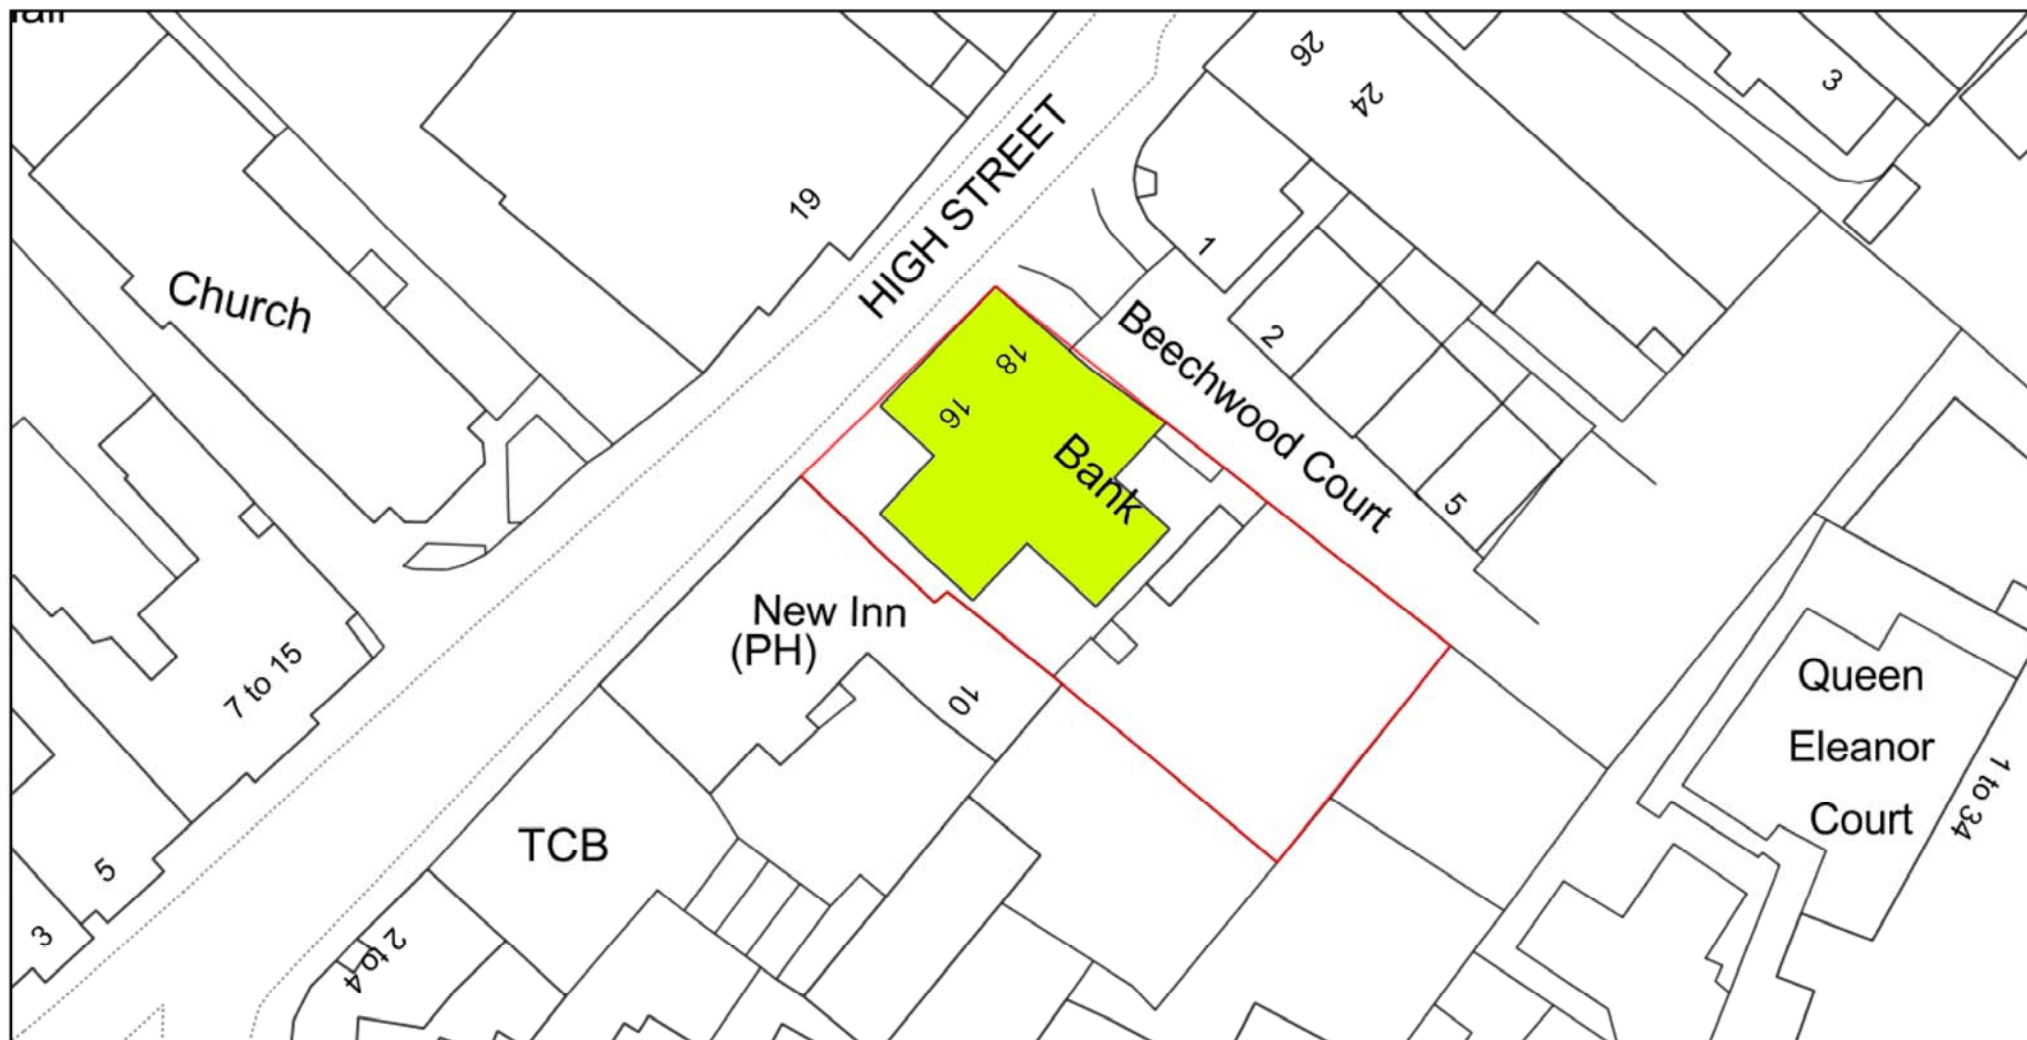 26
24
3
19
HIGH STREET
Church
1
2
Beechwood Court
18
16
Bank
5
New Inn
(PH)
10
7 to 15
Queen
Eleanor
Court
1 to 34
TCB
5
3
2 to 4